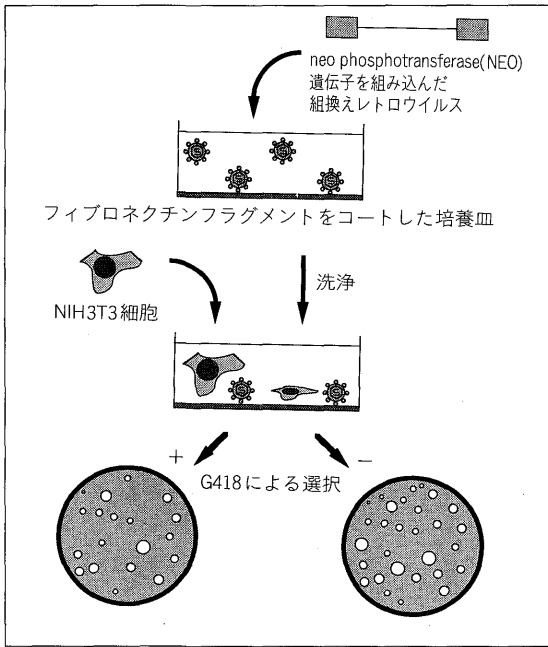 neo phosphotransferase(NEO)
遺伝子を組み込んだ
組換えレトロウイルス
フィブロネクチンフラグメントをコートした培養皿
洗浄
NIH3T3細胞
+
−
G418による選択